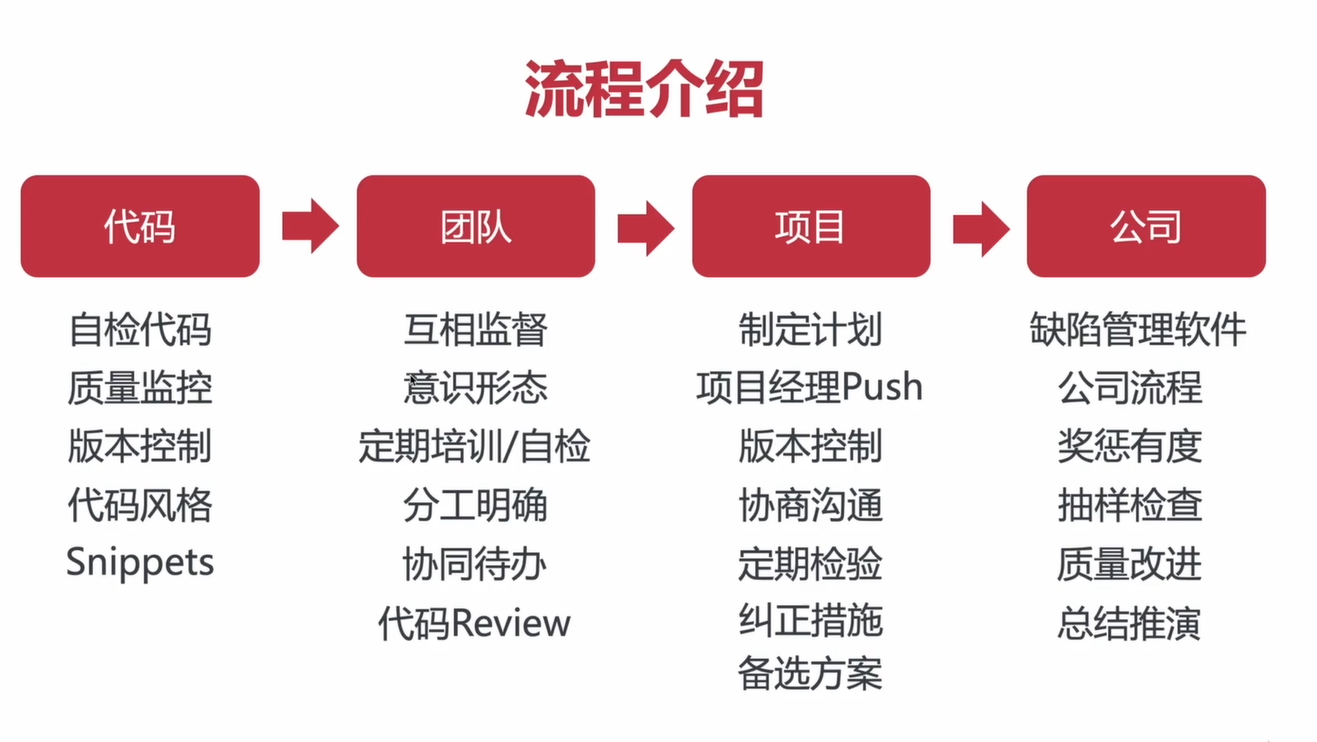 流程介绍
代码
团队
项目
公司
自检代码
质量监控
版本控制
代码风格
Snippets
互相监督
意识形态
定期培训/自检
分工明确
协同待办
代码Review
制定计划
项目经理Push
版本控制
协商沟通
定期检验
纠正措施
备选方案
缺陷管理软件
公司流程
奖惩有度
抽样检查
质量改进
总结推演